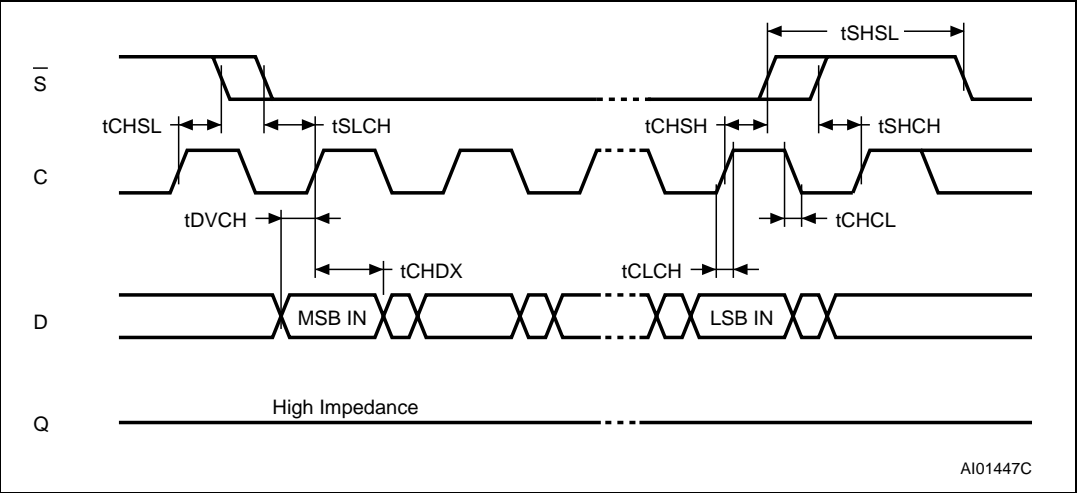 tSHSL
S
tCHSL
tSLCH
tCHSH
tSHCH
C
tDVCH
tCHCL
tCHDX
tCLCH
D
MSB IN
LSB IN
High Impedance
Q
AI01447C